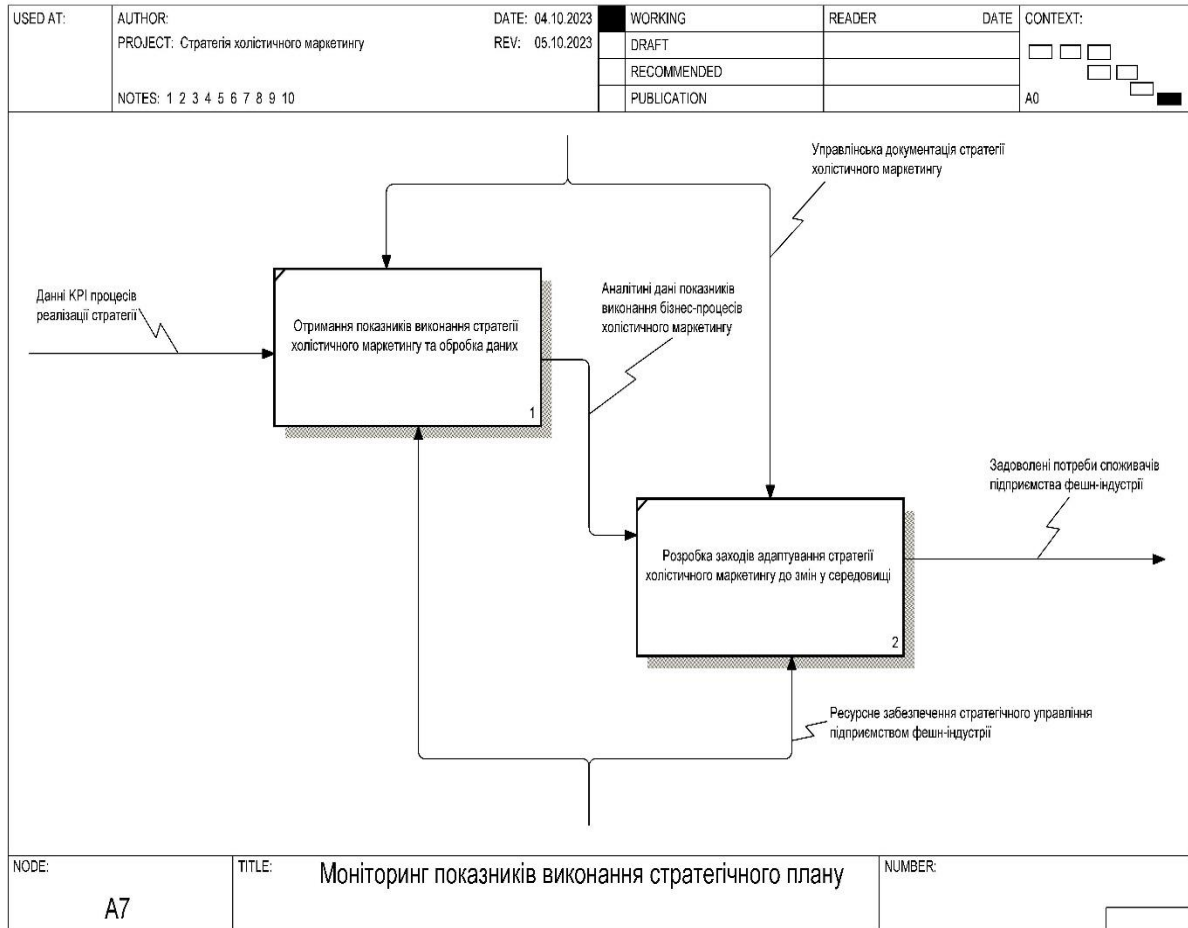 USED AT:
AUTHOR:
DATE: 04.10.2023
PROJECT: Стратегія холістичного маркетингу
REV: 05.10.2023
NOTES: 1 2 3 4 5 6 7 8 9 10
WORKING
DRAFT
RECOMMENDED
PUBLICATION
READER
DATE
CONTEXT:
A0
Управлінська документація стратегії
холістичного маркетингу
Данні KPI процесів
реалізації стратегії
Отримання показників виконання стратегії
холістичного маркетингу та обробка даних
1
Аналітині дані показників
виконання бізнес-процесів
холістичного маркетингу
Задоволені потреби споживачів
підприємства фешн-індустрії
Розробка заходів адаптування стратегії
холістичного маркетингу до змін у середовищі
2
Ресурсне забезпечення стратегічного управління
підприємством фешн-індустрії
NODE:
A7
TITLE:
Моніторинг показників виконання стратегічного плану
NUMBER: